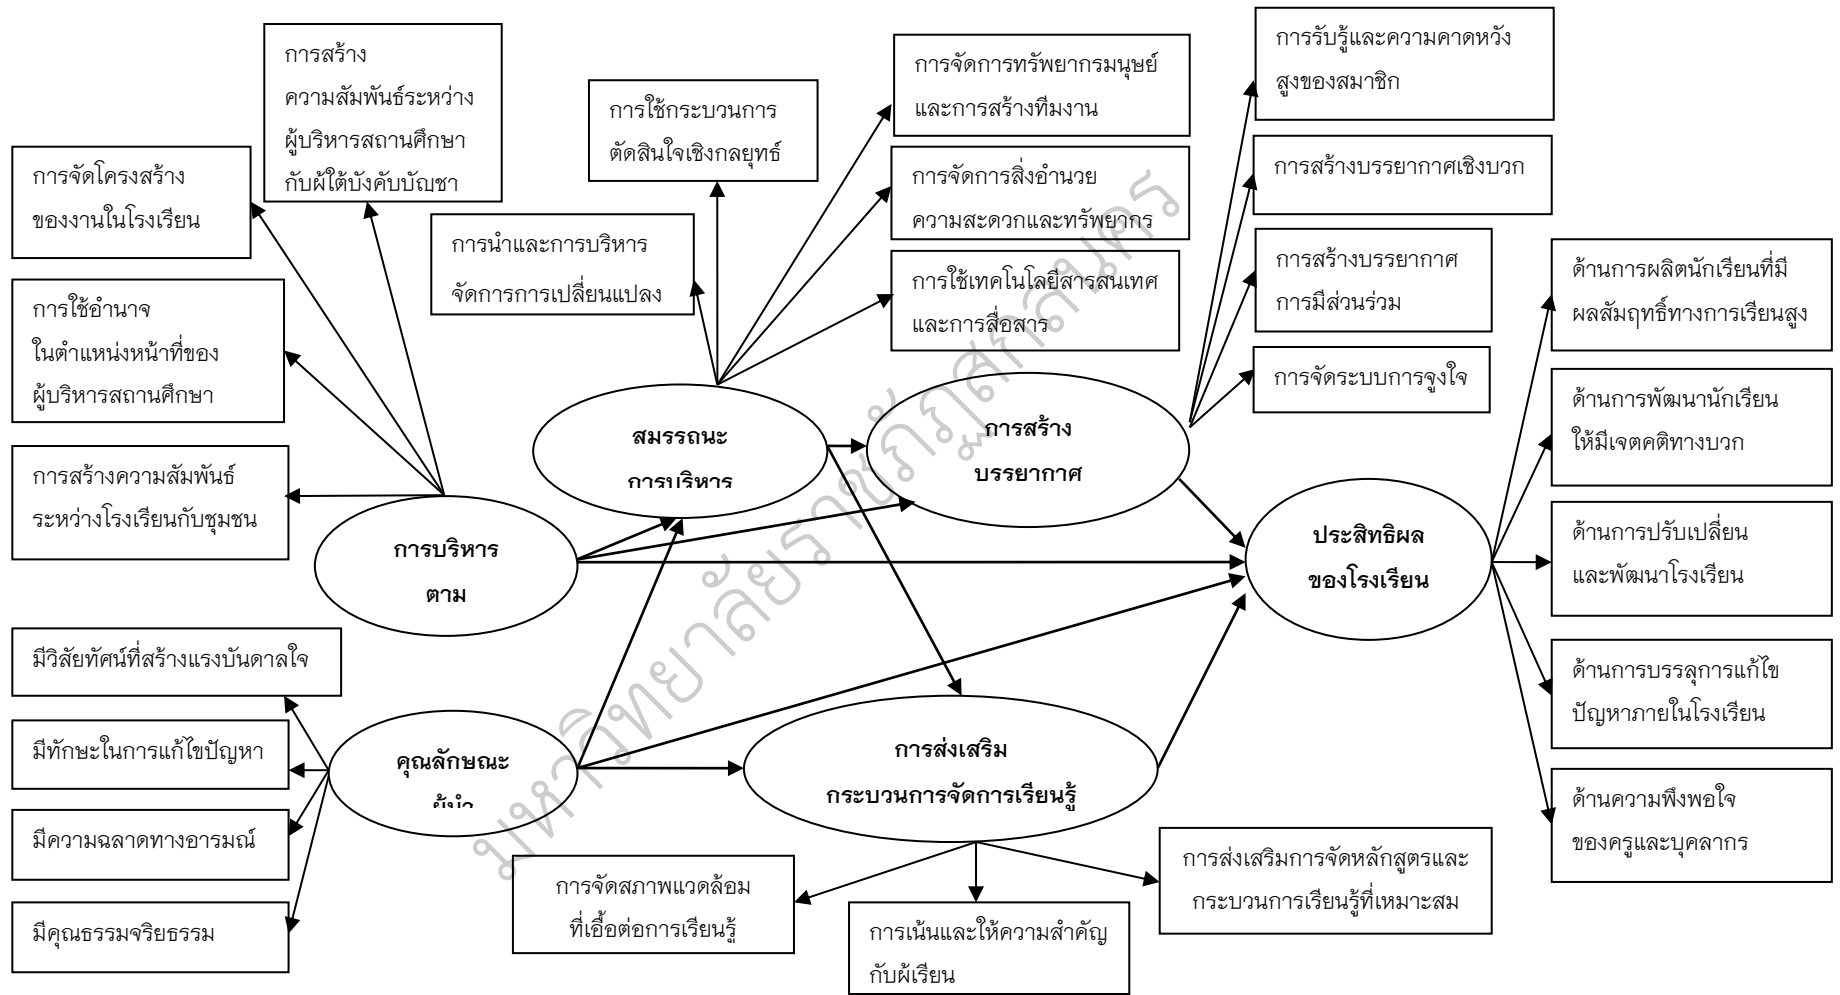 การสร้าง
ความสัมพันธ์ระหว่าง
ผู้บริหารสถานศึกษา
กับผู้ใต้บังคับบัญชา
การจัดโครงสร้าง
ของงานในโรงเรียน
การใช้อำนาจ
ในตำแหน่งหน้าที่ของ
ผู้บริหารสถานศึกษา
การสร้างความสัมพันธ์
ระหว่างโรงเรียนกับชุมชน
การบริหาร
ตาม
มีวิสัยทัศน์ที่สร้างแรงบันดาลใจ
มีทักษะในการแก้ไขปัญหา
มีความฉลาดทางอารมณ์
มีคุณธรรมจริยธรรม
คุณลักษณะ
ผู้นำ
การใช้กระบวนการ
ตัดสินใจเชิงกลยุทธ์
การนำและการบริหาร
จัดการการเปลี่ยนแปลง
การจัดการทรัพยากรมนุษย์
และการสร้างทีมงาน
การจัดการสิ่งอำนวย
ความสะดวกและทรัพยากร
การใช้เทคโนโลยีสารสนเทศ
และการสื่อสาร
สมรรถนะ
การบริหาร
การสร้าง
บรรยากาศ
การรับรู้และความคาดหวัง
สูงของสมาชิก
การสร้างบรรยากาศเชิงบวก
การสร้างบรรยากาศ
การมีส่วนร่วม
การจัดระบบการจูงใจ
ประสิทธิผล
ของโรงเรียน
ด้านการผลิตนักเรียนที่มี
ผลสัมฤทธิ์ทางการเรียนสูง
ด้านการพัฒนานักเรียน
ให้มีเจตคติทางบวก
ด้านการปรับเปลี่ยน
และพัฒนาโรงเรียน
ด้านการบรรลุการแก้ไข
ปัญหาภายในโรงเรียน
ด้านความพึงพอใจ
ของครูและบุคลากร
การส่งเสริม
กระบวนการจัดการเรียนรู้
การจัดสภาพแวดล้อม
ที่เอื้อต่อการเรียนรู้
การเน้นและให้ความสำคัญ
กับผู้เรียน
การส่งเสริมการจัดหลักสูตรและ
กระบวนการเรียนรู้ที่เหมาะสม
มหาวิทยาลัยราชภัฏสกลนคร